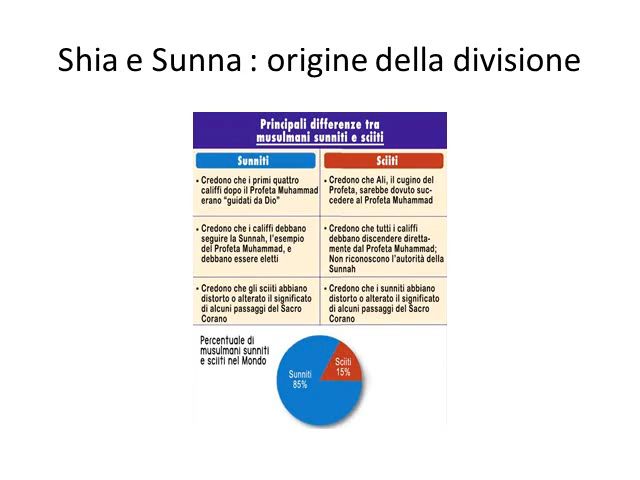 Shia e Sunna : origine della divisione
Principali differenze tra
musulmani sunniti e sciiti
Sunniti
• Credono che i primi quattro
califfi dopo il Profeta Muhammad
erano "guidati da Dio"
Sciiti
• Credono che Ali, il cugino del
Profeta, sarebbe dovuto suc-
cedere al Profeta Muhammad
• Credono che i califfi debbano
seguire la Sunnah, l'esempio
del Profeta Muhammad, e
debbano essere eletti
• Credono che tutti i califfi
debbano discendere diretta-
mente dal Profeta Muhammad;
Non riconoscono l'autorità della
Sunnah
• Credono che gli sciiti abbiano
distorto o alterato il significato
di alcuni passaggi del Sacro
Corano
• Credono che i sunniti abbiano
distorto o alterato il significato
di alcuni passaggi del Sacro
Corano
Percentuale di
musulmani sunniti
e sciiti nel Mondo
Sciiti
15%
Sunniti
85%